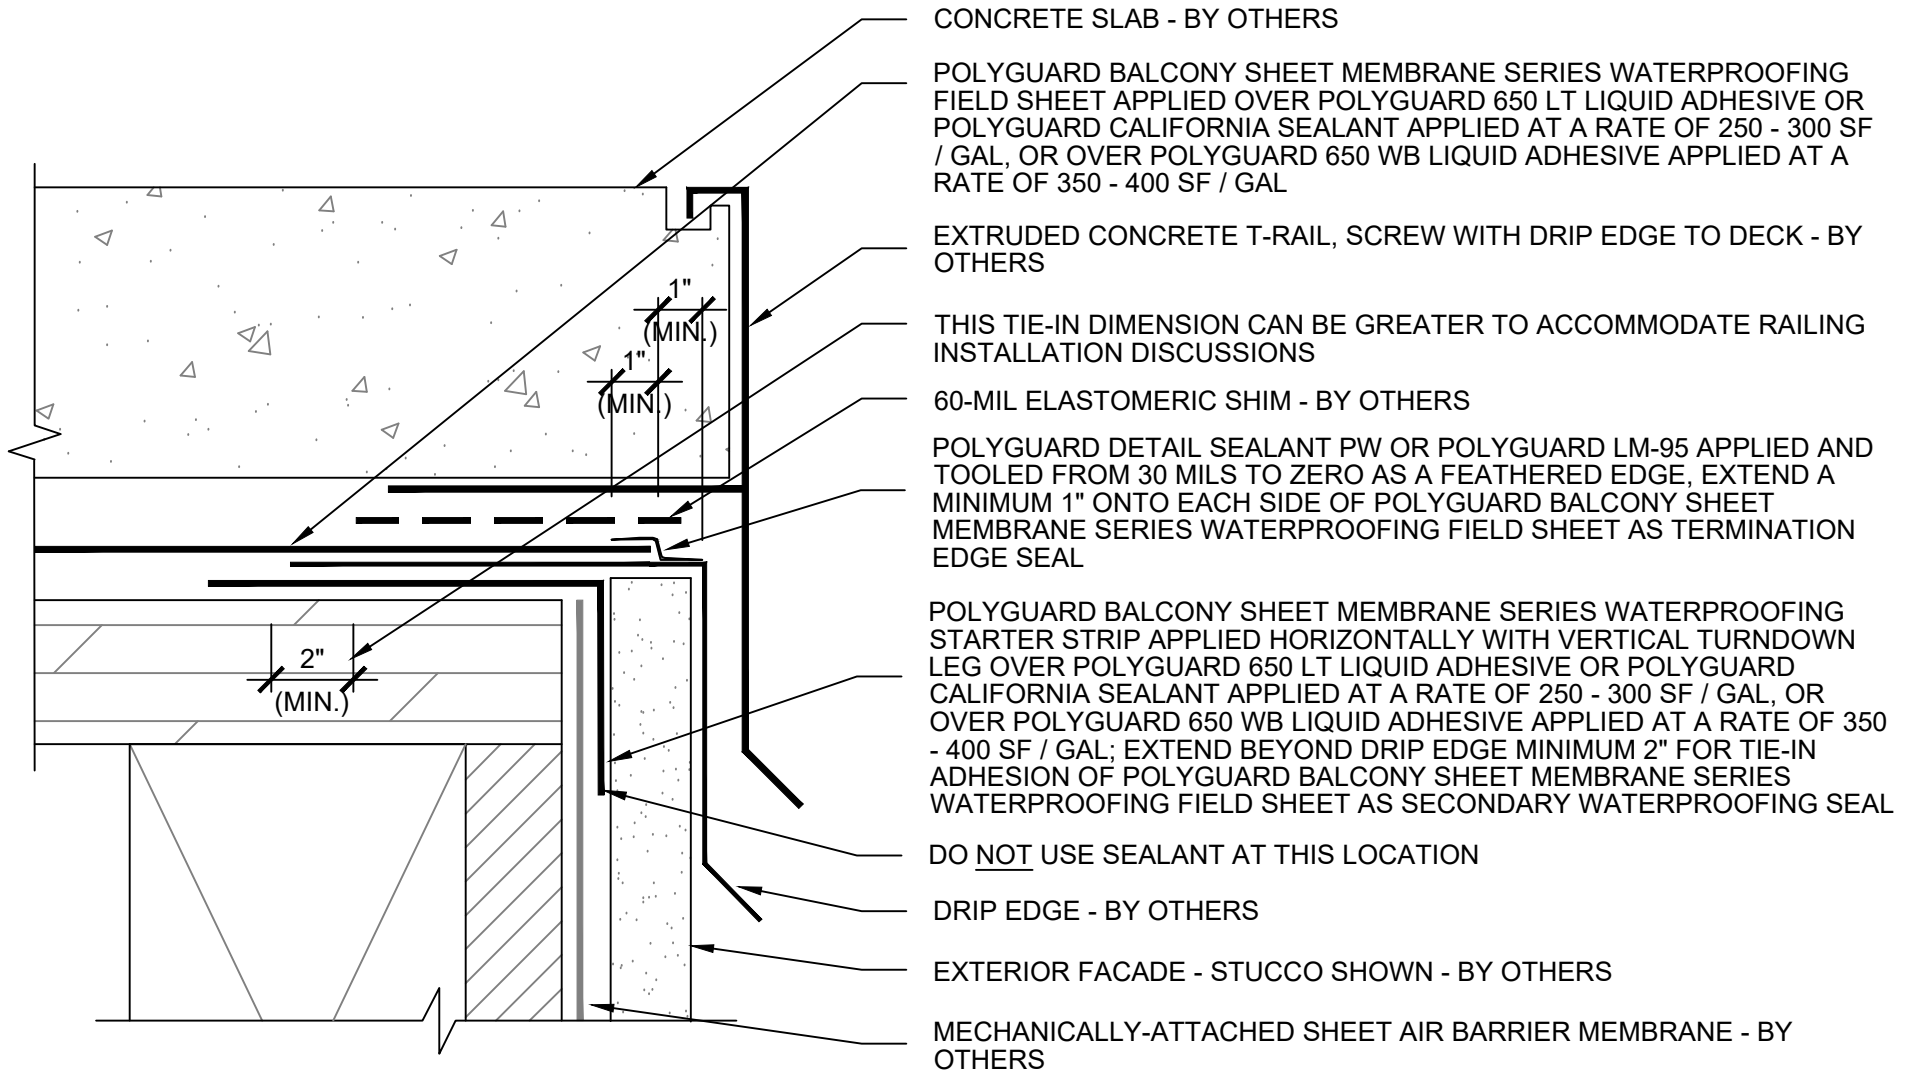 CONCRETE SLAB - BY OTHERS
POLYGUARD BALCONY SHEET MEMBRANE SERIES WATERPROOFING
FIELD SHEET APPLIED OVER POLYGUARD 650 LT LIQUID ADHESIVE OR
POLYGUARD CALIFORNIA SEALANT APPLIED AT A RATE OF 250 - 300 SF
/ GAL, OR OVER POLYGUARD 650 WB LIQUID ADHESIVE APPLIED AT A
RATE OF 350 - 400 SF / GAL
EXTRUDED CONCRETE T-RAIL, SCREW WITH DRIP EDGE TO DECK - BY
OTHERS
1"
(MIN.)
THIS TIE-IN DIMENSION CAN BE GREATER TO ACCOMMODATE RAILING
INSTALLATION DISCUSSIONS
1"
(MIN.)
60-MIL ELASTOMERIC SHIM - BY OTHERS
POLYGUARD DETAIL SEALANT PW OR POLYGUARD LM-95 APPLIED AND
TOOLED FROM 30 MILS TO ZERO AS A FEATHERED EDGE, EXTEND A
MINIMUM 1" ONTO EACH SIDE OF POLYGUARD BALCONY SHEET
MEMBRANE SERIES WATERPROOFING FIELD SHEET AS TERMINATION
EDGE SEAL
2"
(MIN.)
POLYGUARD BALCONY SHEET MEMBRANE SERIES WATERPROOFING
STARTER STRIP APPLIED HORIZONTALLY WITH VERTICAL TURNDOWN
LEG OVER POLYGUARD 650 LT LIQUID ADHESIVE OR POLYGUARD
CALIFORNIA SEALANT APPLIED AT A RATE OF 250 - 300 SF / GAL, OR
OVER POLYGUARD 650 WB LIQUID ADHESIVE APPLIED AT A RATE OF 350
- 400 SF / GAL; EXTEND BEYOND DRIP EDGE MINIMUM 2" FOR TIE-IN
ADHESION OF POLYGUARD BALCONY SHEET MEMBRANE SERIES
WATERPROOFING FIELD SHEET AS SECONDARY WATERPROOFING SEAL
DO NOT USE SEALANT AT THIS LOCATION
DRIP EDGE - BY OTHERS
EXTERIOR FACADE - STUCCO SHOWN - BY OTHERS
MECHANICALLY-ATTACHED SHEET AIR BARRIER MEMBRANE - BY
OTHERS